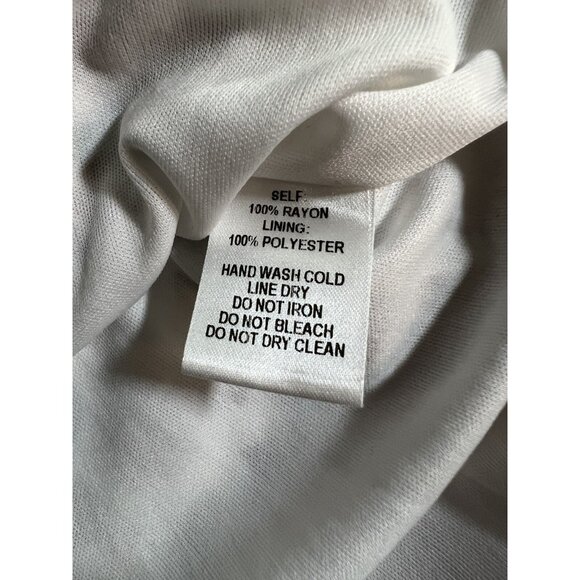 SELF:
100% RAYON
LINING:
100% POLYESTER
HAND WASH COLD
LINE DRY
DO NOT IRON
DO NOT BLEACH
DO NOT DRY CLEAN